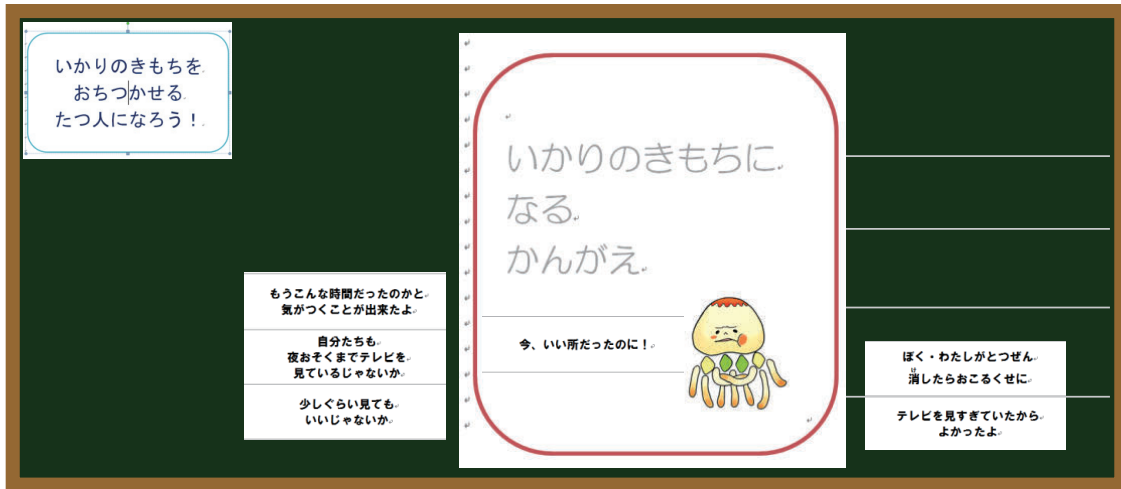 いかりのきもちを
おちつかせる
たつ人になろう！
もうこんな時間だったのかと
気がつくことが出来たよ
自分たちも
夜おそくまでテレビを
見ているじゃないか
少しぐらい見ても
いいじゃないか
いかりのきもちに
なる
かんがえ
今、いい所だったのに！
ぼく・わたしがとつぜん
消したらおこるくせに
け
テレビを見すぎていたから
よかったよ